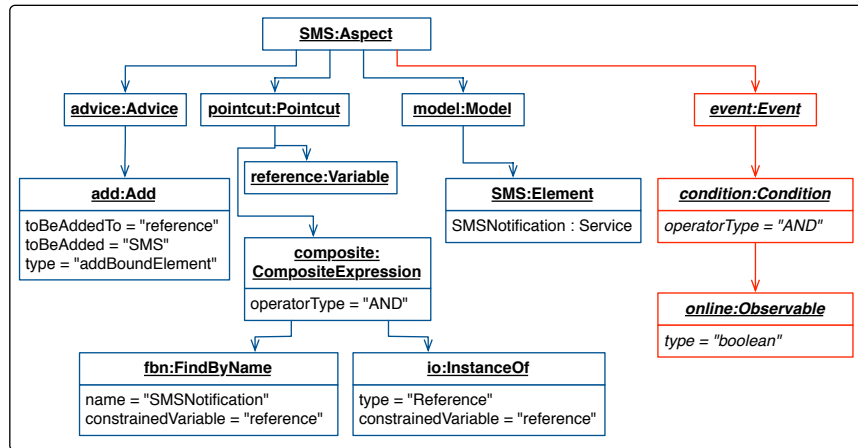 SMS:Aspect
advice:Advice
pointcut:Pointcut
model:Model
event:Event
reference:Variable
add:Add
toBeAddedTo = "reference"
toBeAdded = "SMS"
type = "addBoundElement"
SMS:Element
SMSNotification : Service
condition:Condition
operatorType = "AND"
composite:
CompositeExpression
operatorType = "AND"
online:Observable
type = "boolean"
fbn:FindByName
name = "SMSNotification"
constrainedVariable = "reference"
io:InstanceOf
type = "Reference"
constrainedVariable = "reference"